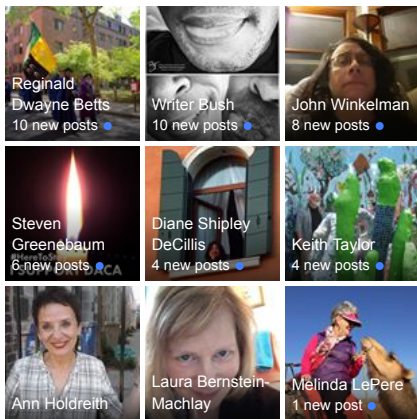 Reginald
Dwayne Betts
10 new posts
Writer Bush
10 new posts
John Winkelman
8 new posts
Steven
Greenebaum
6 new posts
I SUPPORT DACA
Diane Shipley
DeCillis
4 new posts
Keith Taylor
4 new posts
Ann Holdreith
Laura Bernstein-
Machlay
Melinda LePere
1 new post